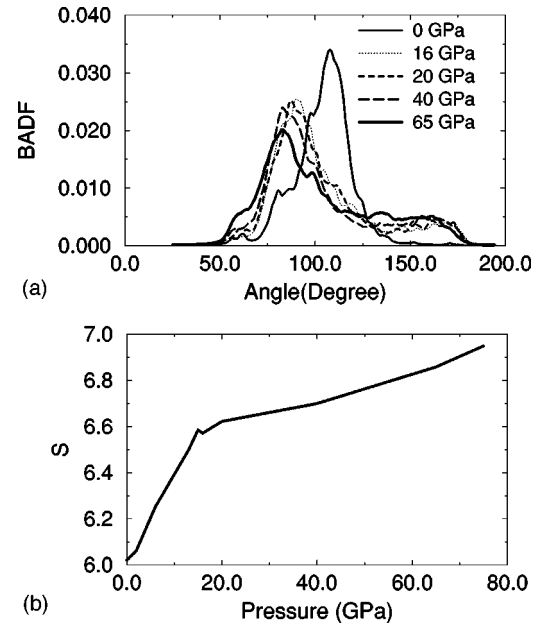 0.040
0.030
0.020
0.010
0.000
BADF
0 GPa
16 GPa
20 GPa
40 GPa
65 GPa
0.0 50.0 100.0 150.0 200.0
(a)
Angle(Degree)
7.0
6.8
6.6
6.4
6.2
6.0
S
0.0 20.0 40.0 60.0 80.0
(b)
Pressure (GPa)